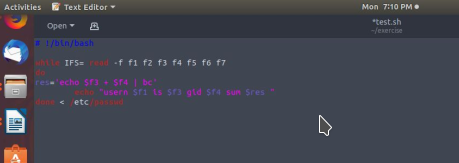 Activities Text Editor Mon 7:10 PM
Open *test.sh
~/exercise
# !/bin/bash
while IFS= read -f f1 f2 f3 f4 f5 f6 f7
do
res=`echo $f3 + $f4 | bc`
echo "usern $f1 is $f3 gid $f4 sum $res "
done < /etc/passwd